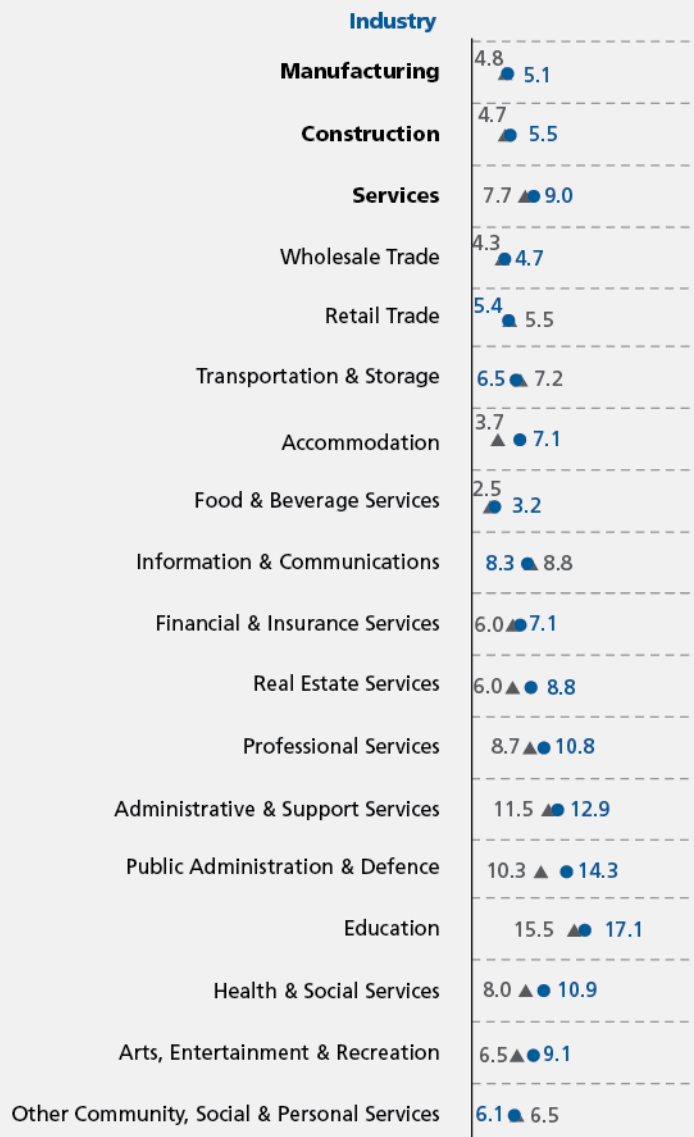 Industry
Manufacturing 4.8 5.1
Construction 4.7 5.5
Services 7.7 9.0
Wholesale Trade 4.3 4.7
Retail Trade 5.4 5.5
Transportation & Storage 6.5 7.2
Accommodation 3.7 7.1
Food & Beverage Services 2.5 3.2
Information & Communications 8.3 8.8
Financial & Insurance Services 6.0 7.1
Real Estate Services 6.0 8.8
Professional Services 8.7 10.8
Administrative & Support Services 11.5 12.9
Public Administration & Defence 10.3 14.3
Education 15.5 17.1
Health & Social Services 8.0 10.9
Arts, Entertainment & Recreation 6.5 9.1
Other Community, Social & Personal Services 6.1 6.5